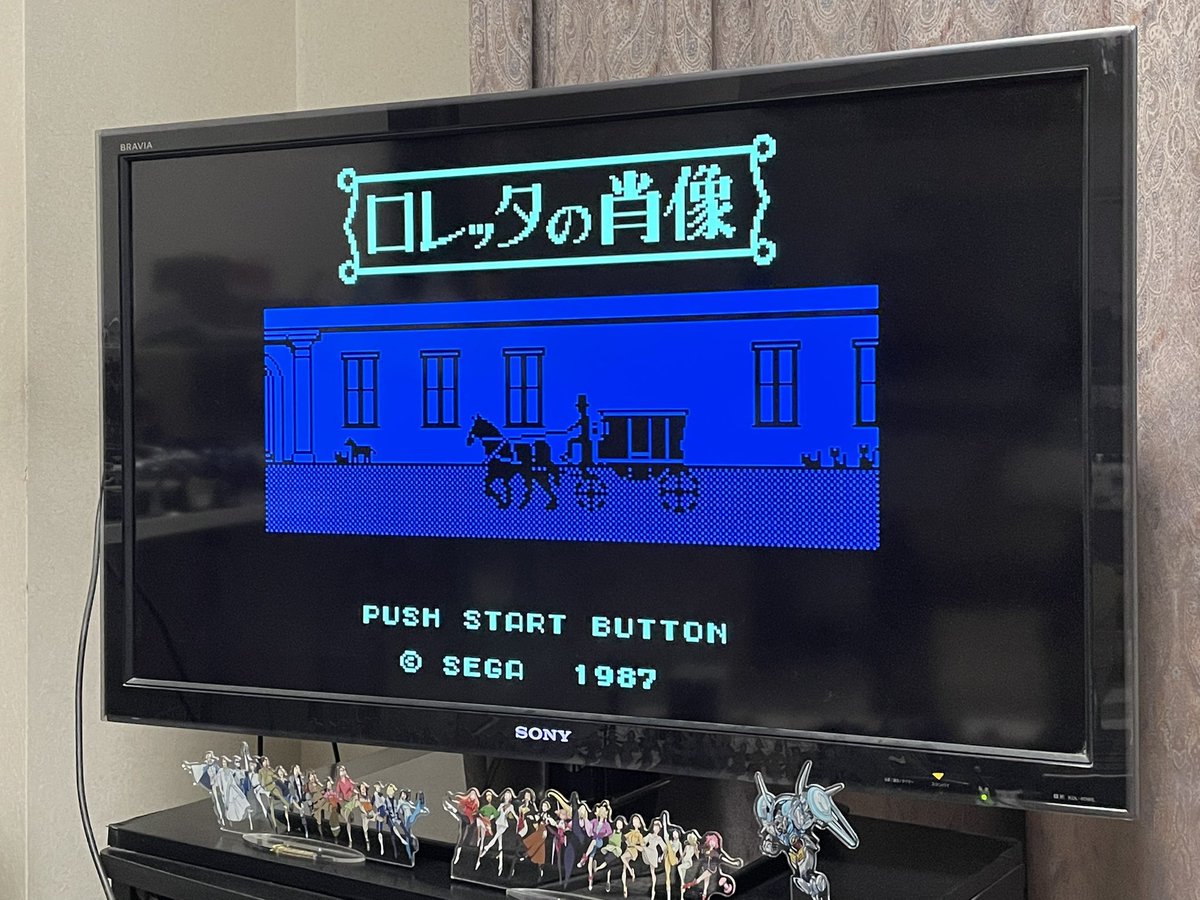 BRAVIA
ロレッタの肖像
PUSH START BUTTON
© SEGA 1987
SONY